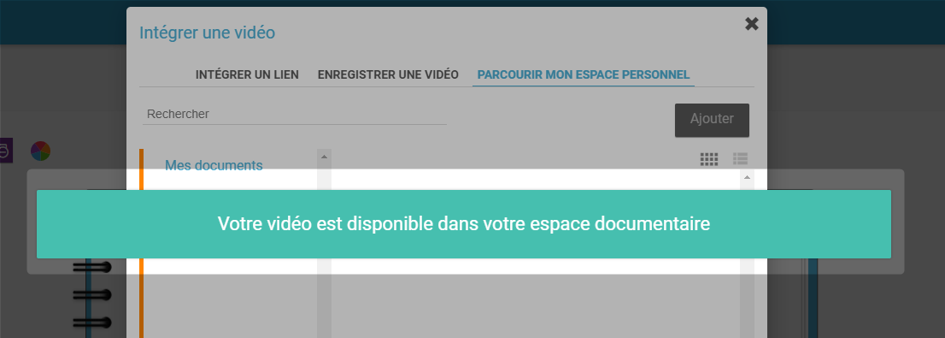 Intégrer une vidéo
INTÉGRER UN LIEN ENREGISTRER UNE VIDÉO PARCOURIR MON ESPACE PERSONNEL
Rechercher
Ajouter
Mes documents
Votre vidéo est disponible dans votre espace documentaire